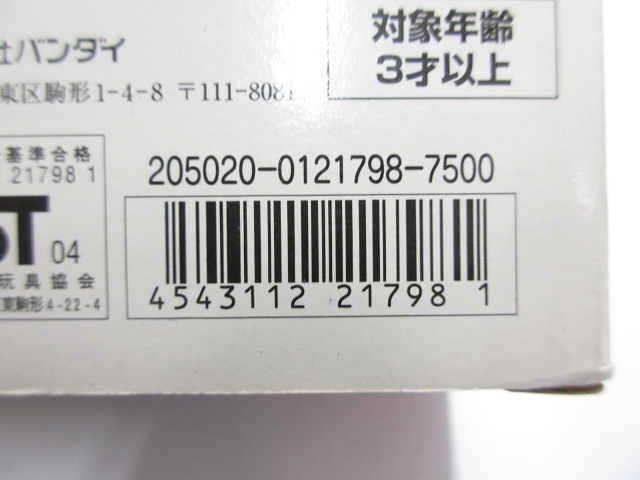 社バンダイ
東区駒形1-4-8 〒111-8081
対象年齢
3才以上
基準合格
21798 1
ST 04
玩具協会
東駒形4-22-4
205020-0121798-7500
4543112 217981